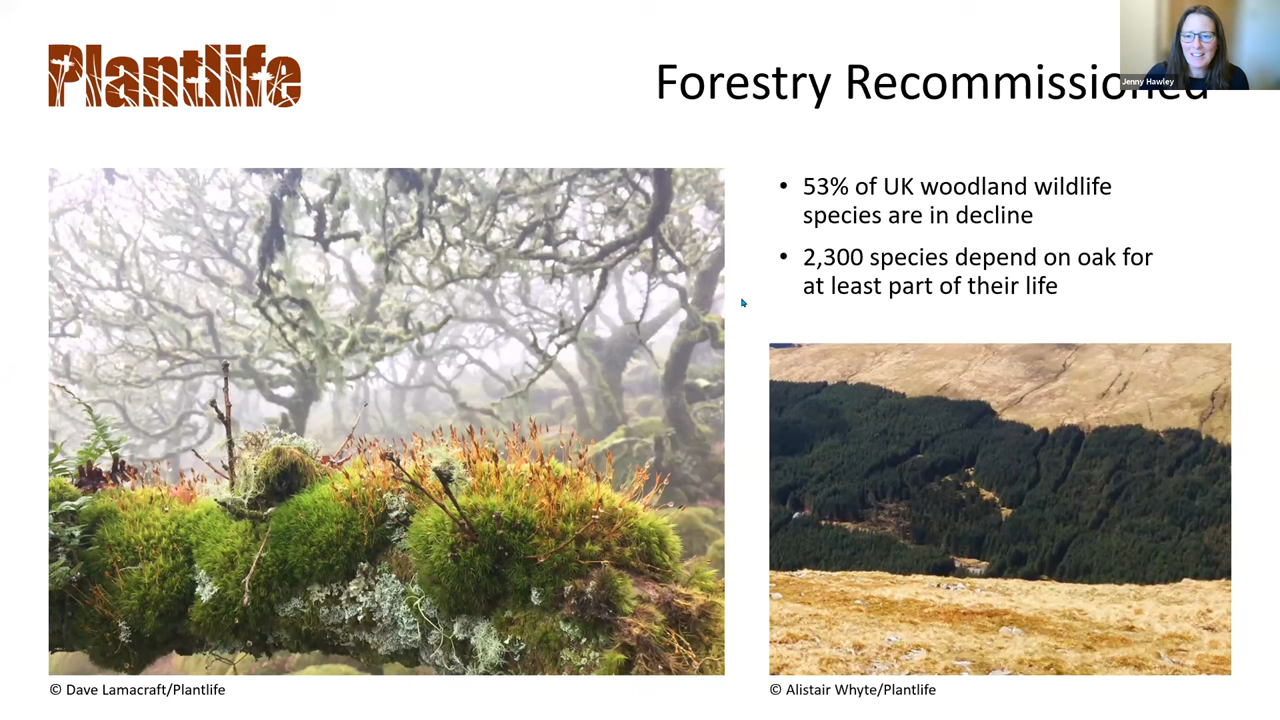 Plantlife
Forestry Recommissioned
Jenny Hawley
• 53% of UK woodland wildlife
species are in decline
• 2,300 species depend on oak for
at least part of their life
© Dave Lamacraft/Plantlife
© Alistair Whyte/Plantlife